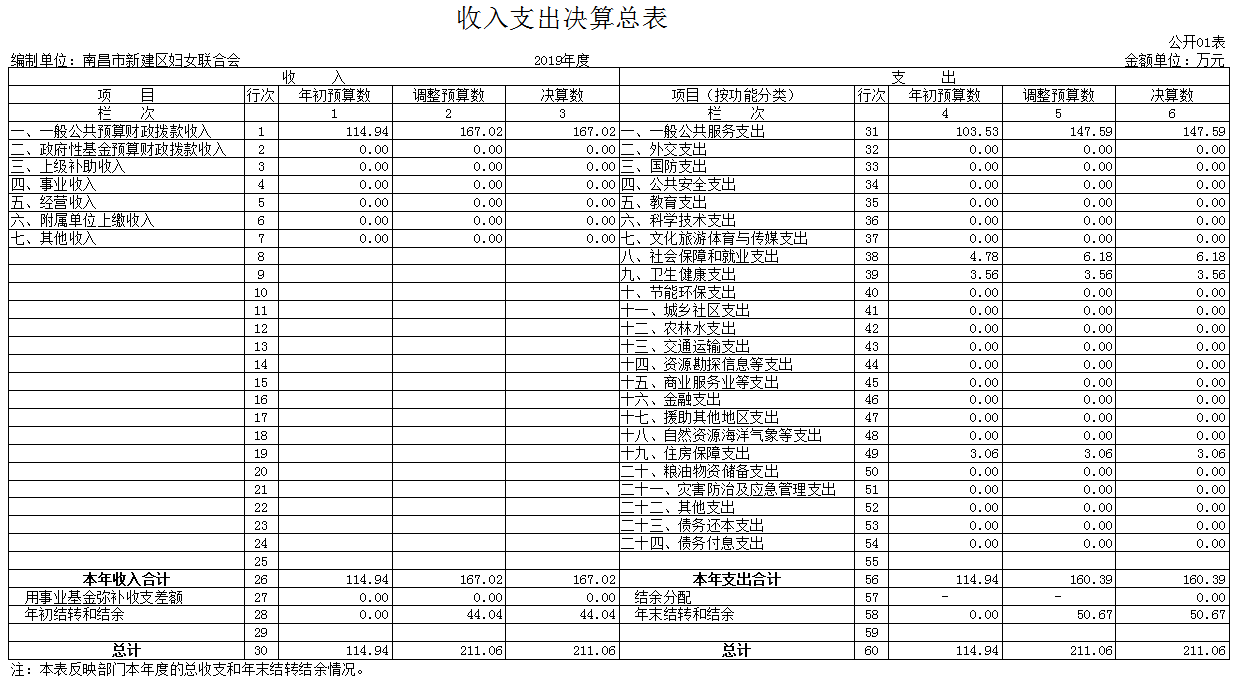 收入支出决算总表
公开01表
编制单位：南昌市新建区妇女联合会 2019年度 金额单位：万元
收 入 支 出
项 目 行次 年初预算数 调整预算数 决算数 项目（按功能分类） 行次 年初预算数 调整预算数 决算数
栏 次 1 2 3 栏 次 4 5 6
一、一般公共预算财政拨款收入 1 114.94 167.02 167.02 一、一般公共服务支出 31 103.53 147.59 147.59
二、政府性基金预算财政拨款收入 2 0.00 0.00 0.00 二、外交支出 32 0.00 0.00 0.00
三、上级补助收入 3 0.00 0.00 0.00 三、国防支出 33 0.00 0.00 0.00
四、事业收入 4 0.00 0.00 0.00 四、公共安全支出 34 0.00 0.00 0.00
五、经营收入 5 0.00 0.00 0.00 五、教育支出 35 0.00 0.00 0.00
六、附属单位上缴收入 6 0.00 0.00 0.00 六、科学技术支出 36 0.00 0.00 0.00
七、其他收入 7 0.00 0.00 0.00 七、文化旅游体育与传媒支出 37 0.00 0.00 0.00
8 八、社会保障和就业支出 38 4.78 6.18 6.18
9 九、卫生健康支出 39 3.56 3.56 3.56
10 十、节能环保支出 40 0.00 0.00 0.00
11 十一、城乡社区支出 41 0.00 0.00 0.00
12 十二、农林水支出 42 0.00 0.00 0.00
13 十三、交通运输支出 43 0.00 0.00 0.00
14 十四、资源勘探信息等支出 44 0.00 0.00 0.00
15 十五、商业服务业等支出 45 0.00 0.00 0.00
16 十六、金融支出 46 0.00 0.00 0.00
17 十七、援助其他地区支出 47 0.00 0.00 0.00
18 十八、自然资源海洋气象等支出 48 0.00 0.00 0.00
19 十九、住房保障支出 49 3.06 3.06 3.06
20 二十、粮油物资储备支出 50 0.00 0.00 0.00
21 二十一、灾害防治及应急管理支出 51 0.00 0.00 0.00
22 二十二、其他支出 52 0.00 0.00 0.00
23 二十三、债务还本支出 53 0.00 0.00 0.00
24 二十四、债务付息支出 54 0.00 0.00 0.00
25 55
本年收入合计 26 114.94 167.02 167.02 本年支出合计 56 114.94 160.39 160.39
用事业基金弥补收支差额 27 0.00 0.00 0.00 结余分配 57 - - 0.00
年初结转和结余 28 0.00 44.04 44.04 年末结转和结余 58 0.00 50.67 50.67
29 59
总计 30 114.94 211.06 211.06 总计 60 114.94 211.06 211.06
注：本表反映部门本年度的总收支和年末结转结余情况。